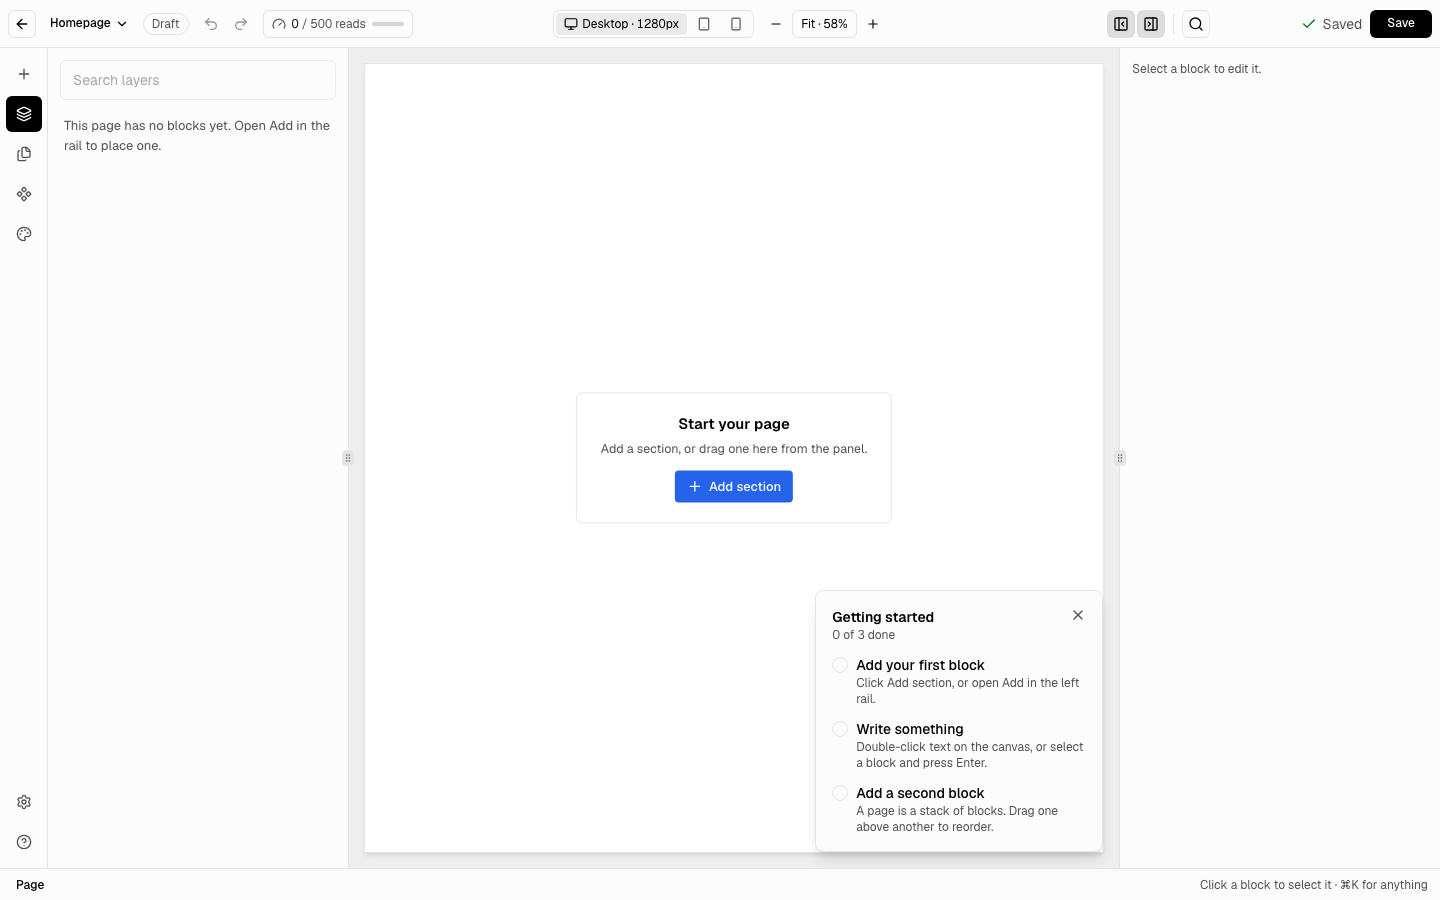 Homepage
Draft
0 / 500 reads
Desktop · 1280px
Fit · 58%
Saved
Save
Search layers
This page has no blocks yet. Open Add in the
rail to place one.
Select a block to edit it.
Start your page
Add a section, or drag one here from the panel.
Add section
Getting started
0 of 3 done
Add your first block
Click Add section, or open Add in the left
rail.
Write something
Double-click text on the canvas, or select
a block and press Enter.
Add a second block
A page is a stack of blocks. Drag one
above another to reorder.
Page
Click a block to select it · ⌘K for anything